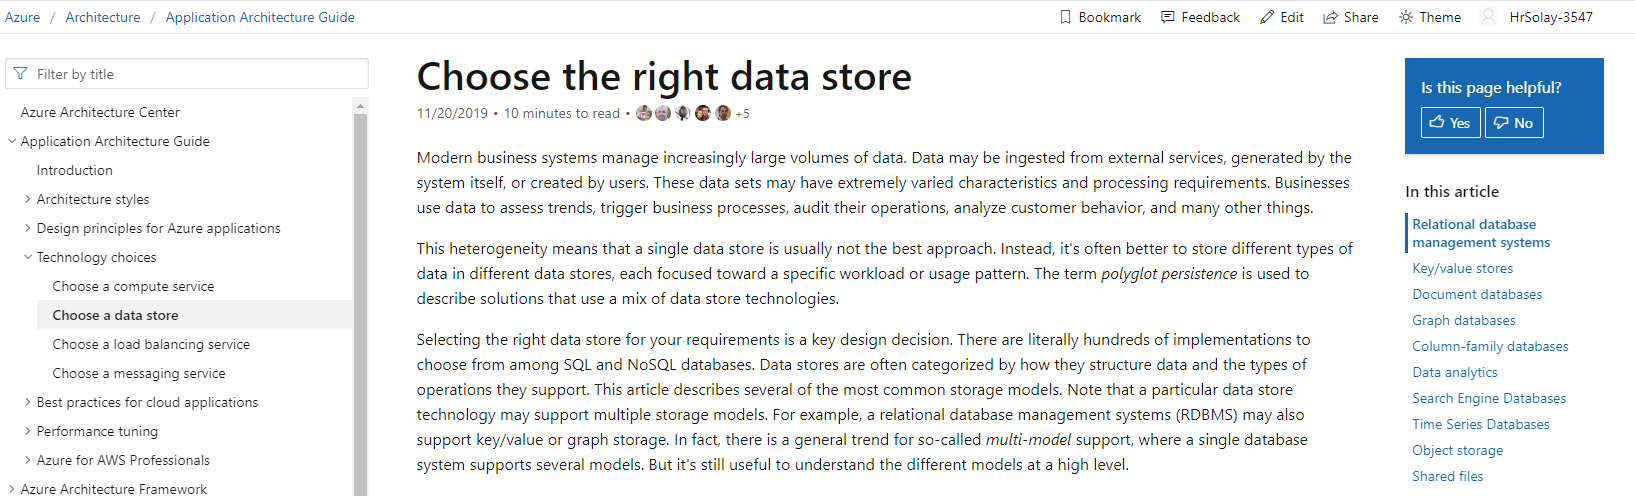 Azure / Architecture / Application Architecture Guide
Bookmark Feedback Edit Share Theme HrSolay-3547
Filter by title
Azure Architecture Center
Application Architecture Guide
Introduction
Architecture styles
Design principles for Azure applications
Technology choices
Choose a compute service
Choose a data store
Choose a load balancing service
Choose a messaging service
Best practices for cloud applications
Performance tuning
Azure for AWS Professionals
Azure Architecture Framework
Choose the right data store
11/20/2019 • 10 minutes to read • +5
Modern business systems manage increasingly large volumes of data. Data may be ingested from external services, generated by the
system itself, or created by users. These data sets may have extremely varied characteristics and processing requirements. Businesses
use data to assess trends, trigger business processes, audit their operations, analyze customer behavior, and many other things.
This heterogeneity means that a single data store is usually not the best approach. Instead, it's often better to store different types of
data in different data stores, each focused toward a specific workload or usage pattern. The term polyglot persistence is used to
describe solutions that use a mix of data store technologies.
Selecting the right data store for your requirements is a key design decision. There are literally hundreds of implementations to
choose from among SQL and NoSQL databases. Data stores are often categorized by how they structure data and the types of
operations they support. This article describes several of the most common storage models. Note that a particular data store
technology may support multiple storage models. For example, a relational database management systems (RDBMS) may also
support key/value or graph storage. In fact, there is a general trend for so-called multi-model support, where a single database
system supports several models. But it's still useful to understand the different models at a high level.
Is this page helpful?
Yes No
In this article
Relational database
management systems
Key/value stores
Document databases
Graph databases
Column-family databases
Data analytics
Search Engine Databases
Time Series Databases
Object storage
Shared files